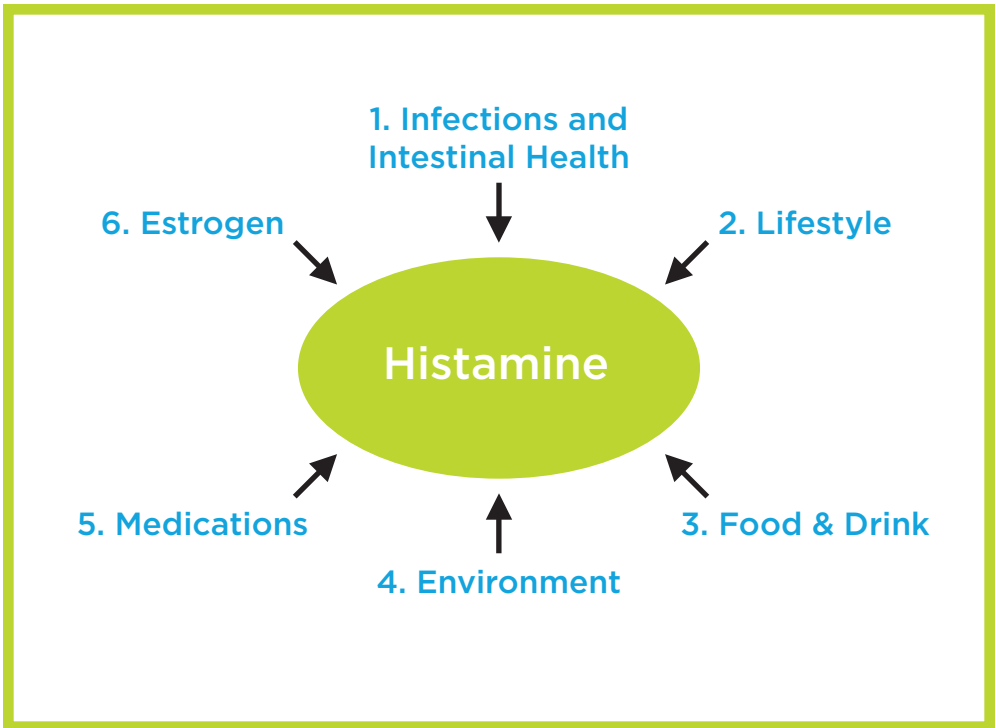 1. Infections and
Intestinal Health
2. Lifestyle
3. Food & Drink
4. Environment
5. Medications
6. Estrogen
Histamine